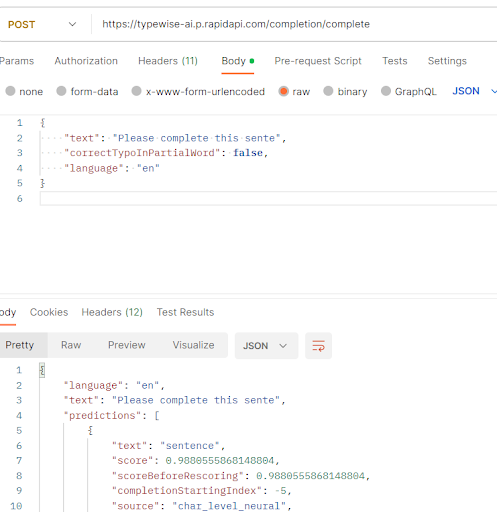 POST https://typewise-ai.p.rapidapi.com/completion/complete
Params Authorization Headers (11) Body Pre-request Script Tests Settings
none form-data x-www-form-urlencoded raw binary GraphQL JSON
1 {
2 "text": "Please complete this sente",
3 "correctTypoInPartialWord": false,
4 "language": "en"
5 }
6
ody Cookies Headers (12) Test Results
Pretty Raw Preview Visualize JSON
1 {
2 "language": "en",
3 "text": "Please complete this sente",
4 "predictions": [
5 {
6 "text": "sentence",
7 "score": 0.9880555868148804,
8 "scoreBeforeRescoring": 0.9880555868148804,
9 "completionStartingIndex": -5,
10 "source": "char_level_neural",